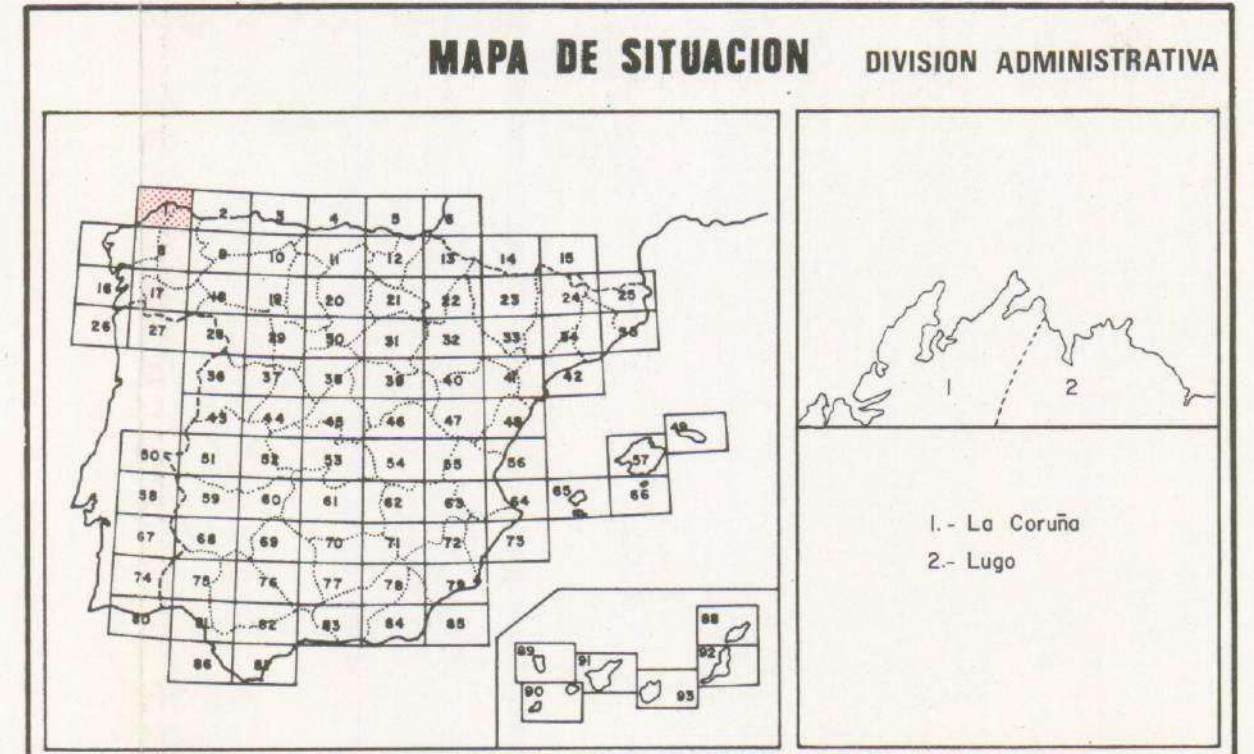 MAPA DE SITUACION
DIVISION ADMINISTRATIVA
1 2 3 4 5 6
8 9 10 11 12 13 14 15
16 17 18 19 20 21 22 23 24 25
26 27 28 29 30 31 32 33 34 35
36 37 38 39 40 41 42
43 44 45 46 47 48 49
50 51 52 53 54 55 56 57
58 59 60 61 62 63 64 65 66
67 68 69 70 71 72 73
74 75 76 77 78 79
80 81 82 83 84 85
86 87
88
89 91 92
90 93
1 2
1.- La Coruña
2.- Lugo